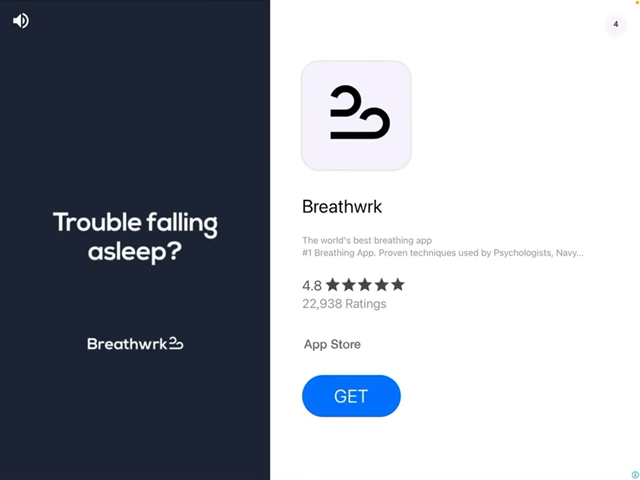 Trouble falling
asleep?
Breathwrk
4
Breathwrk
The world's best breathing app
#1 Breathing App. Proven techniques used by Psychologists, Navy...
4.8 ★★★★★
22,938 Ratings
App Store
GET